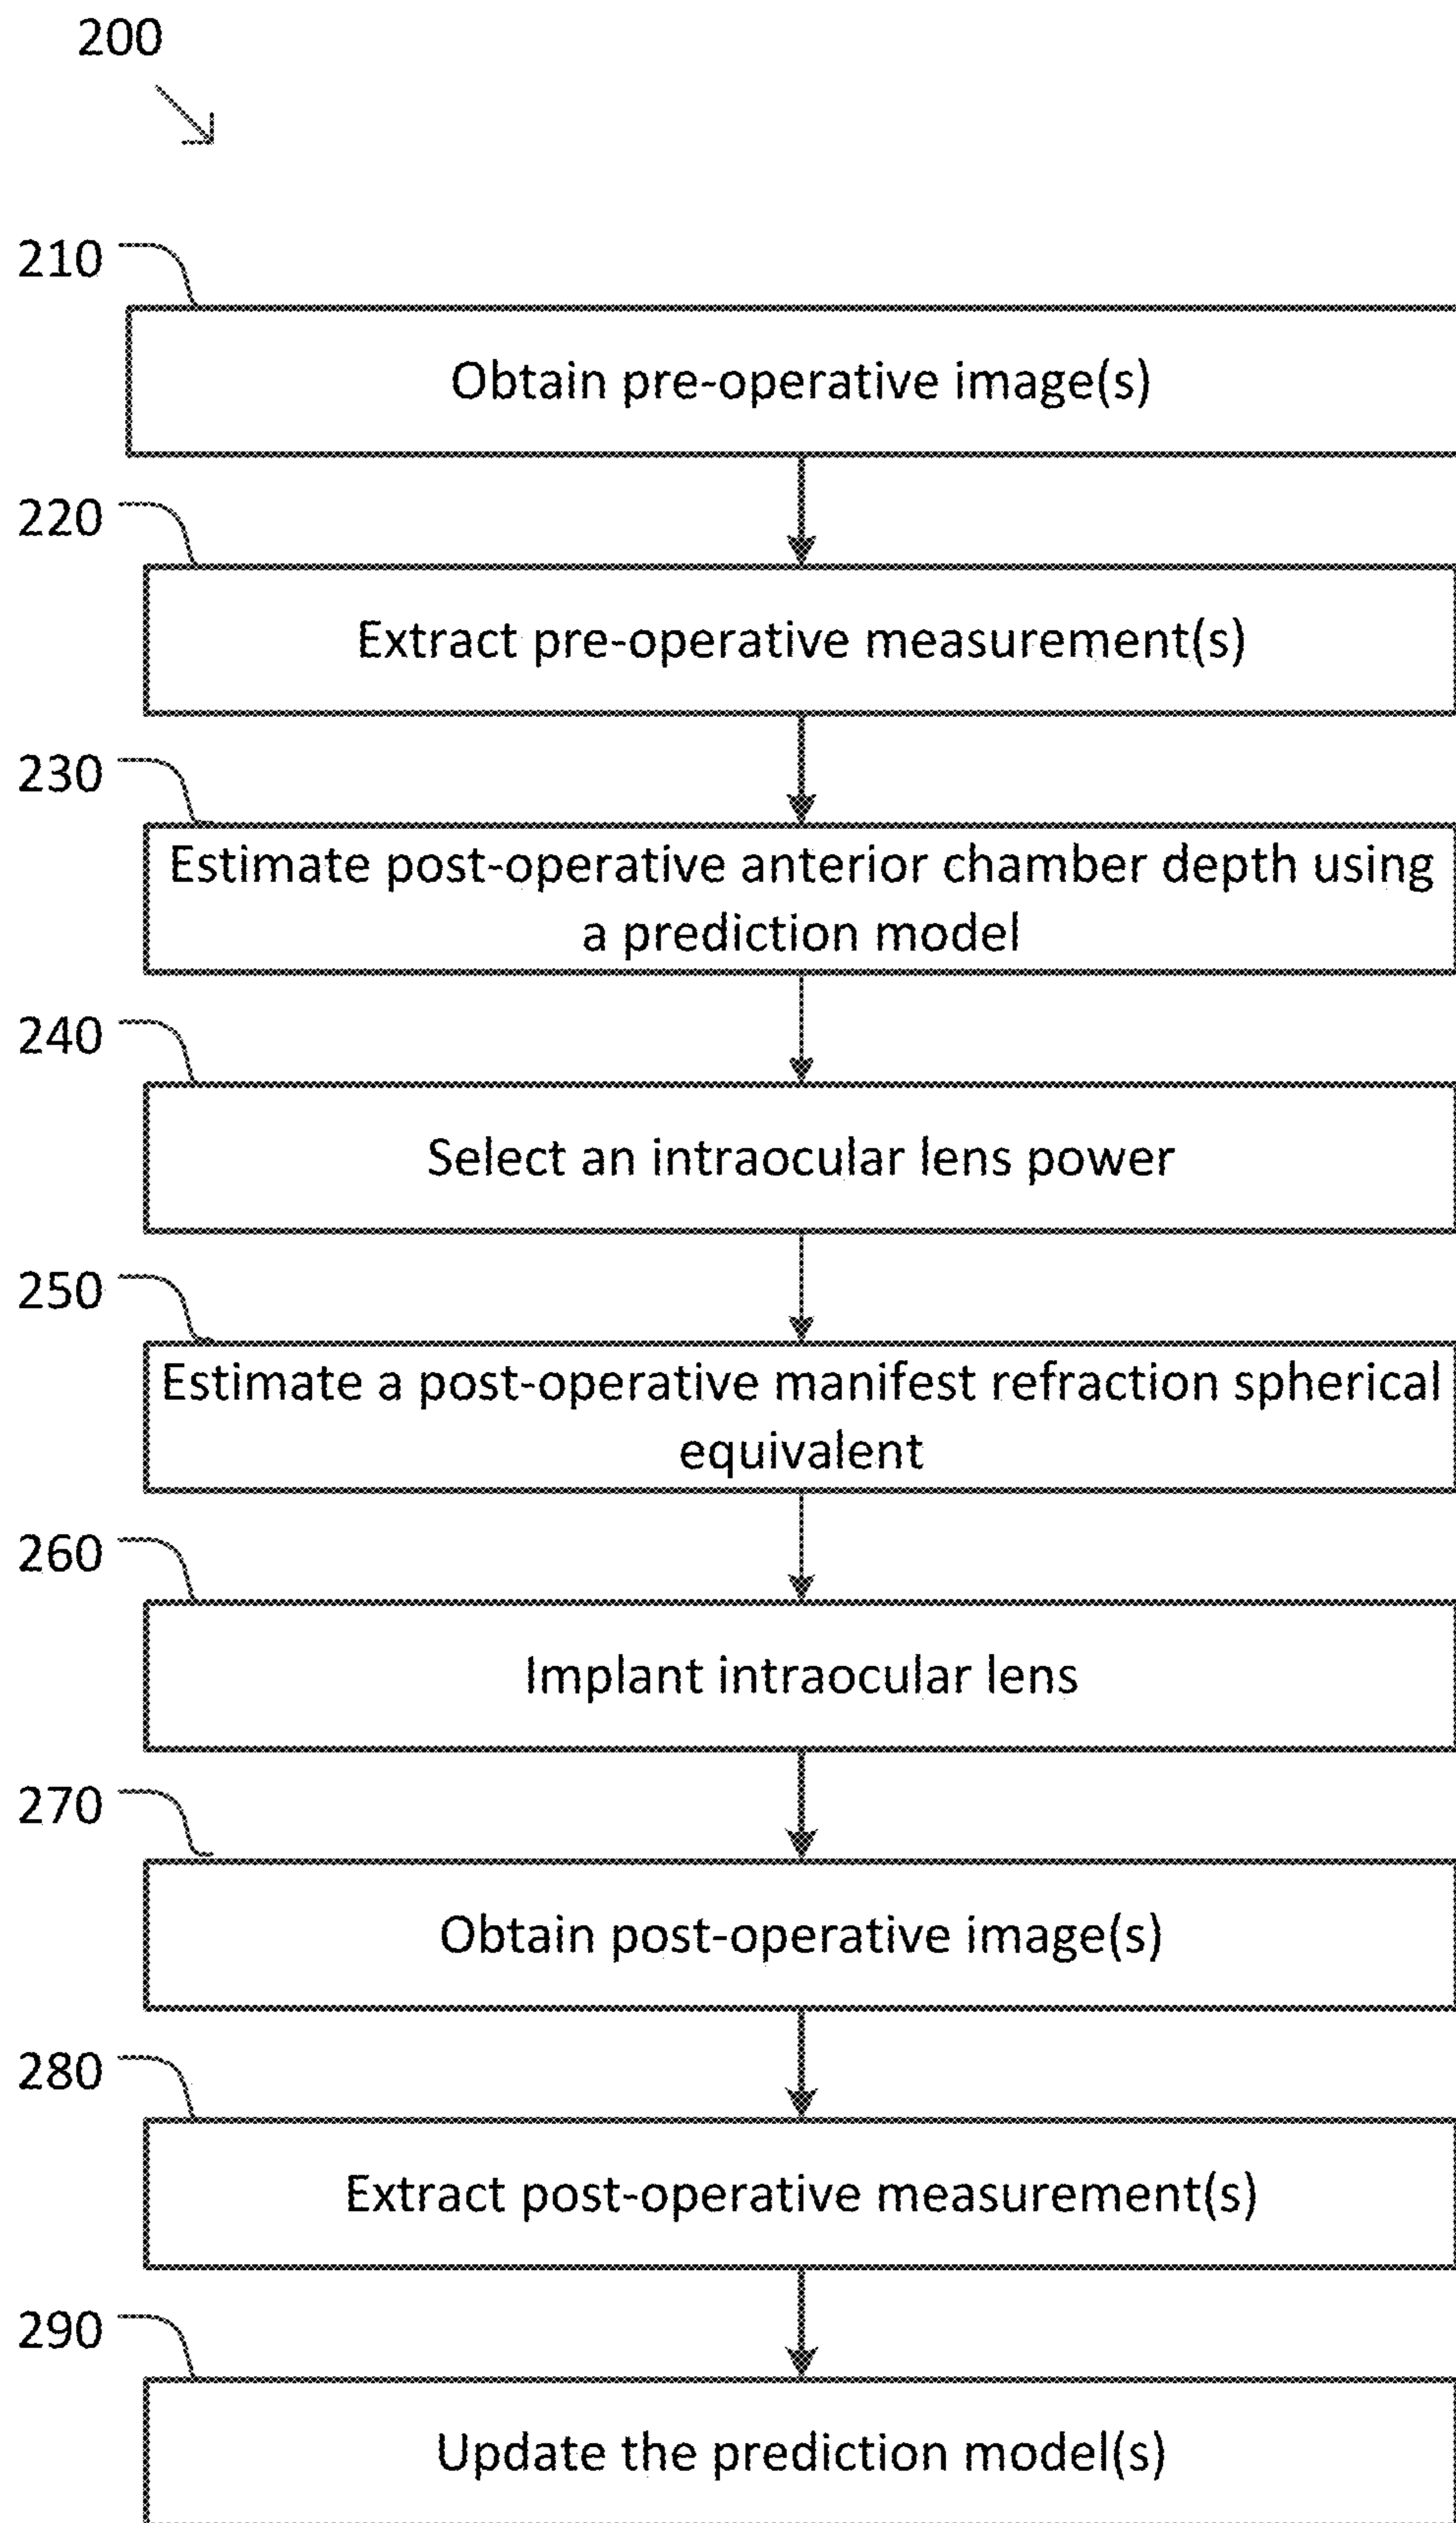 200
210
Obtain pre-operative image(s)
220
Extract pre-operative measurement(s)
230
Estimate post-operative anterior chamber depth using
a prediction model
240
Select an intraocular lens power
250
Estimate a post-operative manifest refraction spherical
equivalent
260
Implant intraocular lens
270
Obtain post-operative image(s)
280
Extract post-operative measurement(s)
290
Update the prediction model(s)